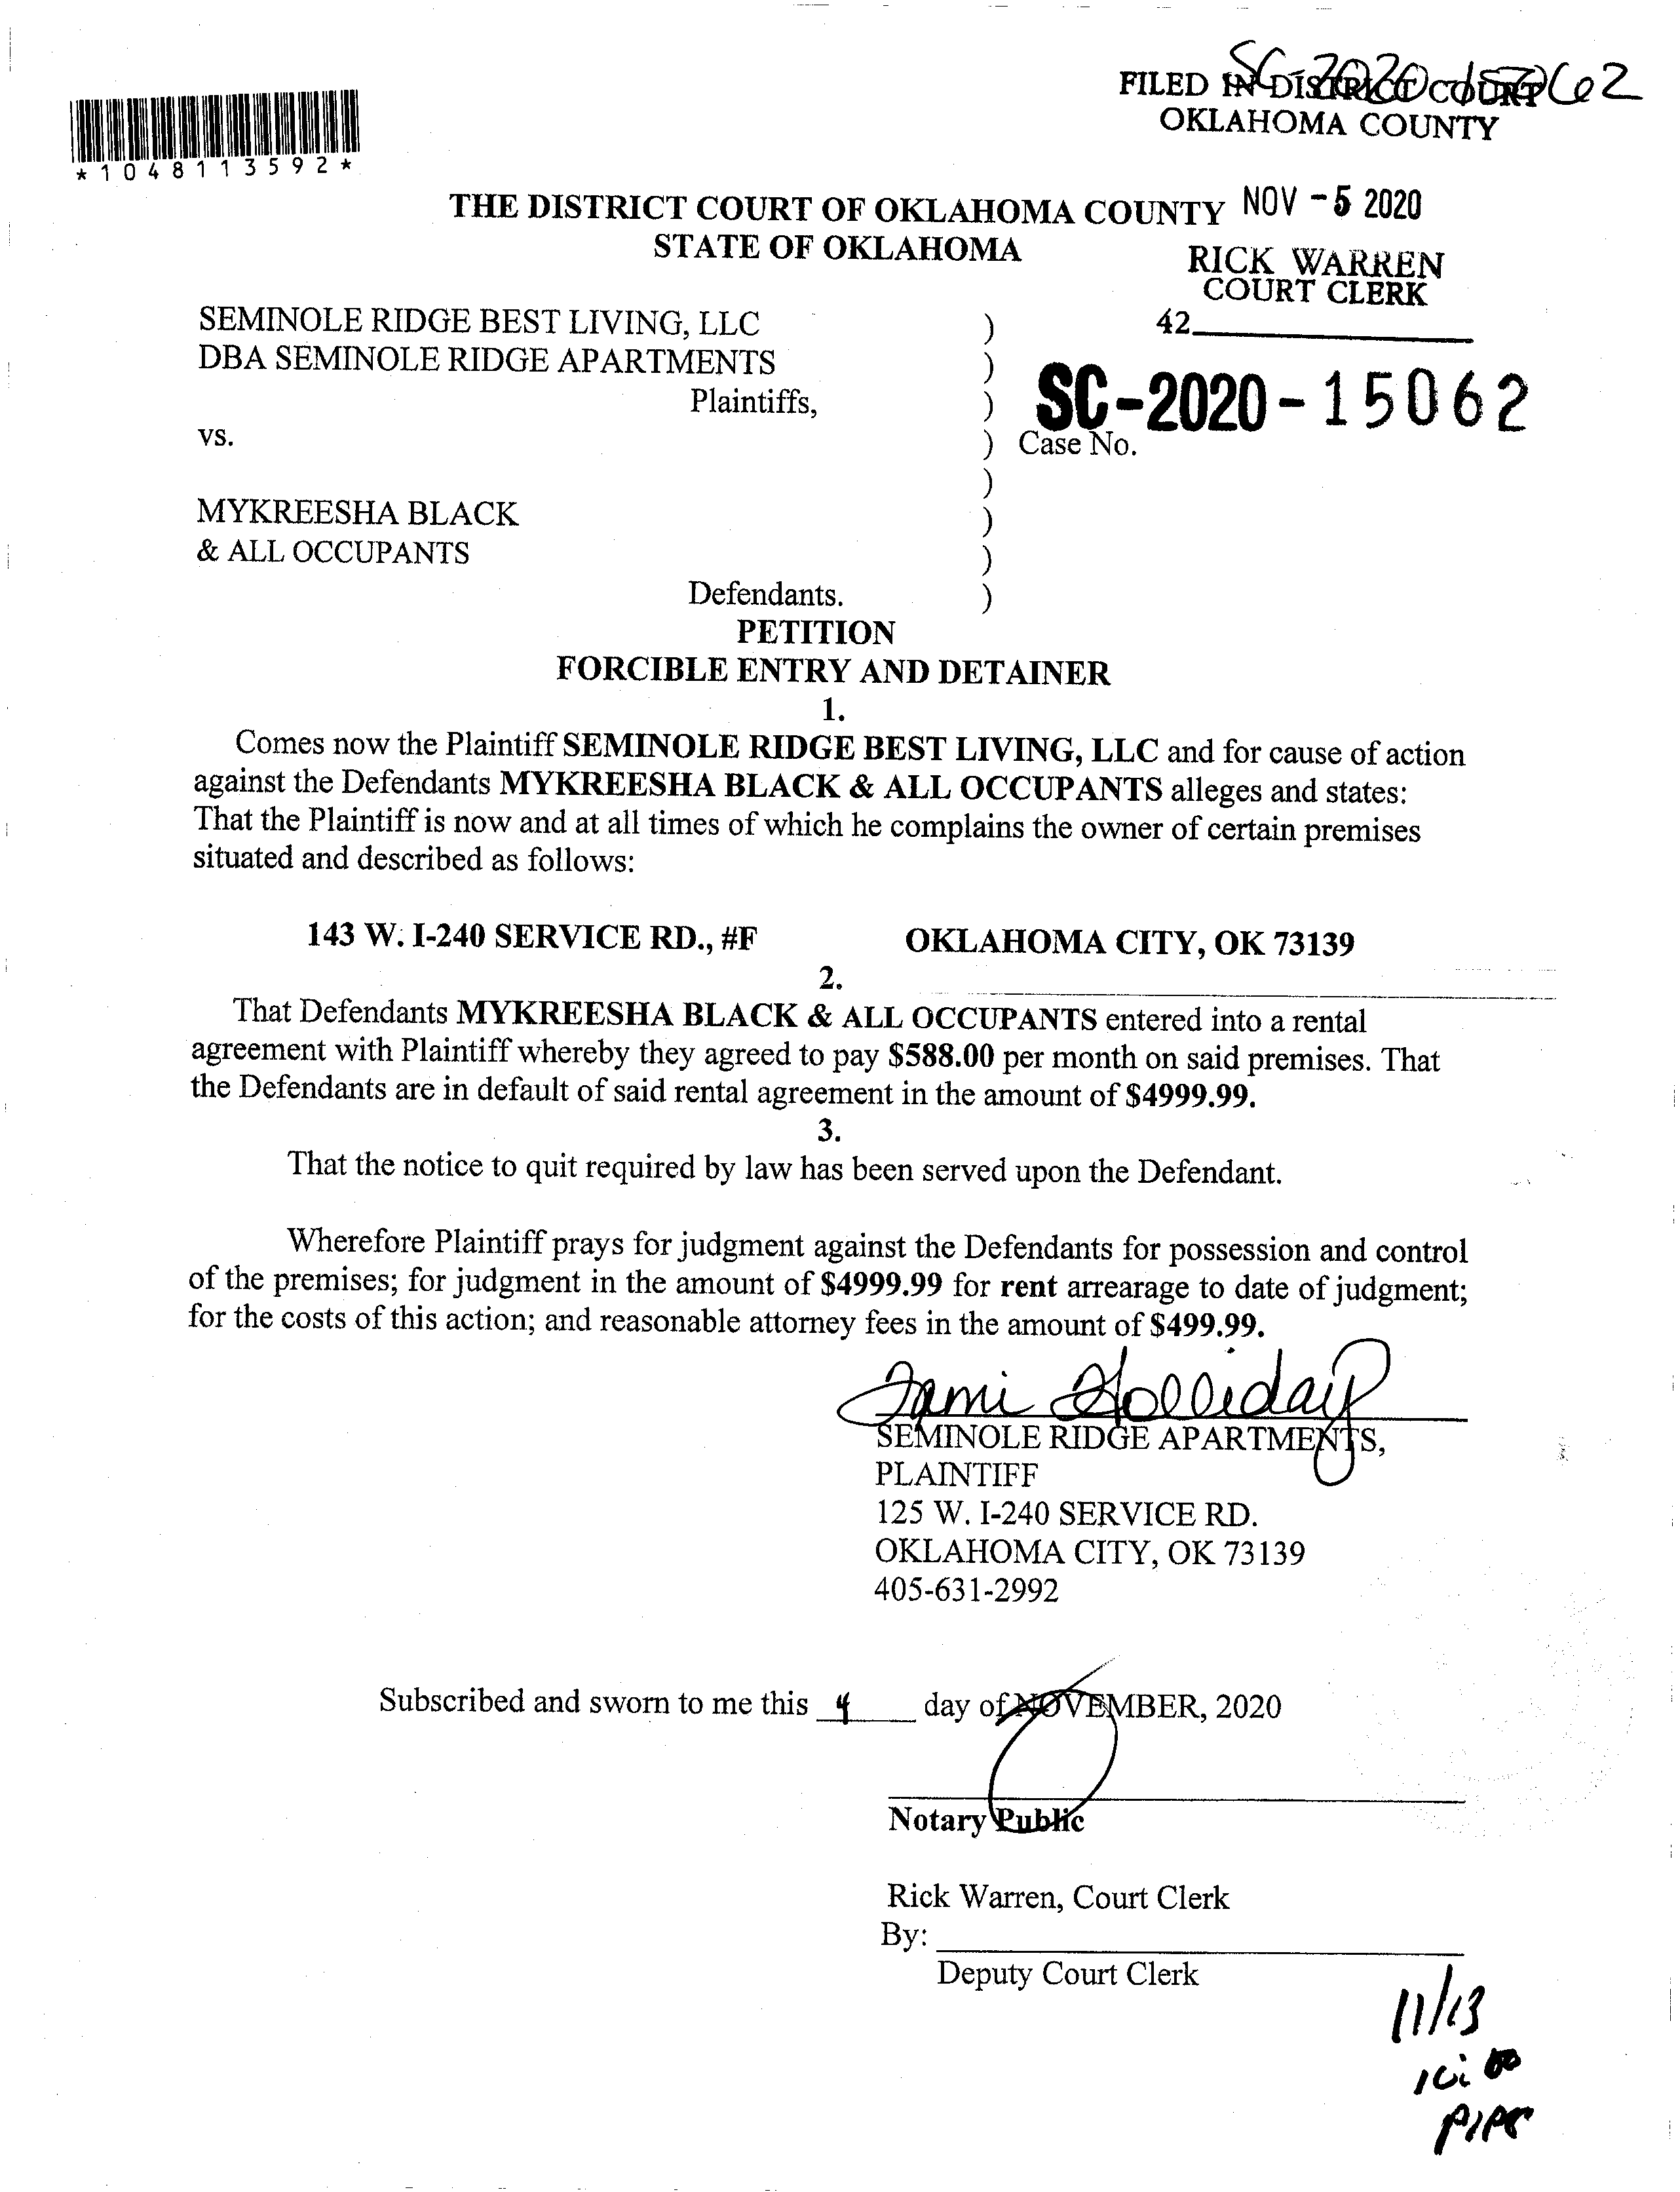 SC-2020-15062
FILED IN DISTRICT COURT
OKLAHOMA COUNTY
*1048113592*
THE DISTRICT COURT OF OKLAHOMA COUNTY
NOV -5 2020
STATE OF OKLAHOMA
RICK WARREN
COURT CLERK
42
SEMINOLE RIDGE BEST LIVING, LLC )
DBA SEMINOLE RIDGE APARTMENTS )
Plaintiffs, )
SC-2020-15062
vs. ) Case No.
)
MYKREESHA BLACK )
& ALL OCCUPANTS )
Defendants. )
PETITION
FORCIBLE ENTRY AND DETAINER
1.
Comes now the Plaintiff SEMINOLE RIDGE BEST LIVING, LLC and for cause of action
against the Defendants MYKREESHA BLACK & ALL OCCUPANTS alleges and states:
That the Plaintiff is now and at all times of which he complains the owner of certain premises
situated and described as follows:
143 W. I-240 SERVICE RD., #F OKLAHOMA CITY, OK 73139
2.
That Defendants MYKREESHA BLACK & ALL OCCUPANTS entered into a rental
agreement with Plaintiff whereby they agreed to pay $588.00 per month on said premises. That
the Defendants are in default of said rental agreement in the amount of $4999.99.
3.
That the notice to quit required by law has been served upon the Defendant.
Wherefore Plaintiff prays for judgment against the Defendants for possession and control
of the premises; for judgment in the amount of $4999.99 for rent arrearage to date of judgment;
for the costs of this action; and reasonable attorney fees in the amount of $499.99.
Tami Holliday
SEMINOLE RIDGE APARTMENTS,
PLAINTIFF
125 W. I-240 SERVICE RD.
OKLAHOMA CITY, OK 73139
405-631-2992
Subscribed and sworn to me this 4 day of NOVEMBER, 2020
Notary Public
Rick Warren, Court Clerk
By:
Deputy Court Clerk
11/13